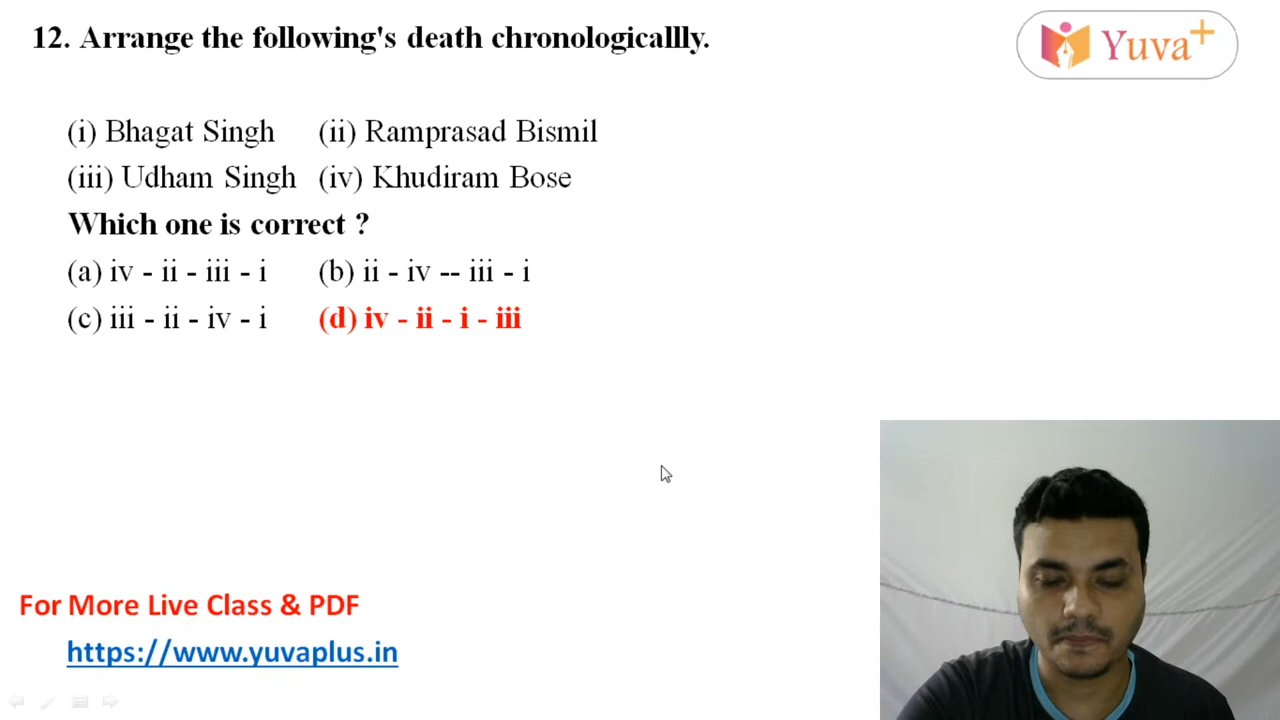 12. Arrange the following's death chronologicallly.
Yuva+
(i) Bhagat Singh (ii) Ramprasad Bismil
(iii) Udham Singh (iv) Khudiram Bose
Which one is correct ?
(a) iv - ii - iii - i (b) ii - iv -- iii - i
(c) iii - ii - iv - i (d) iv - ii - i - iii
For More Live Class & PDF
https://www.yuvaplus.in